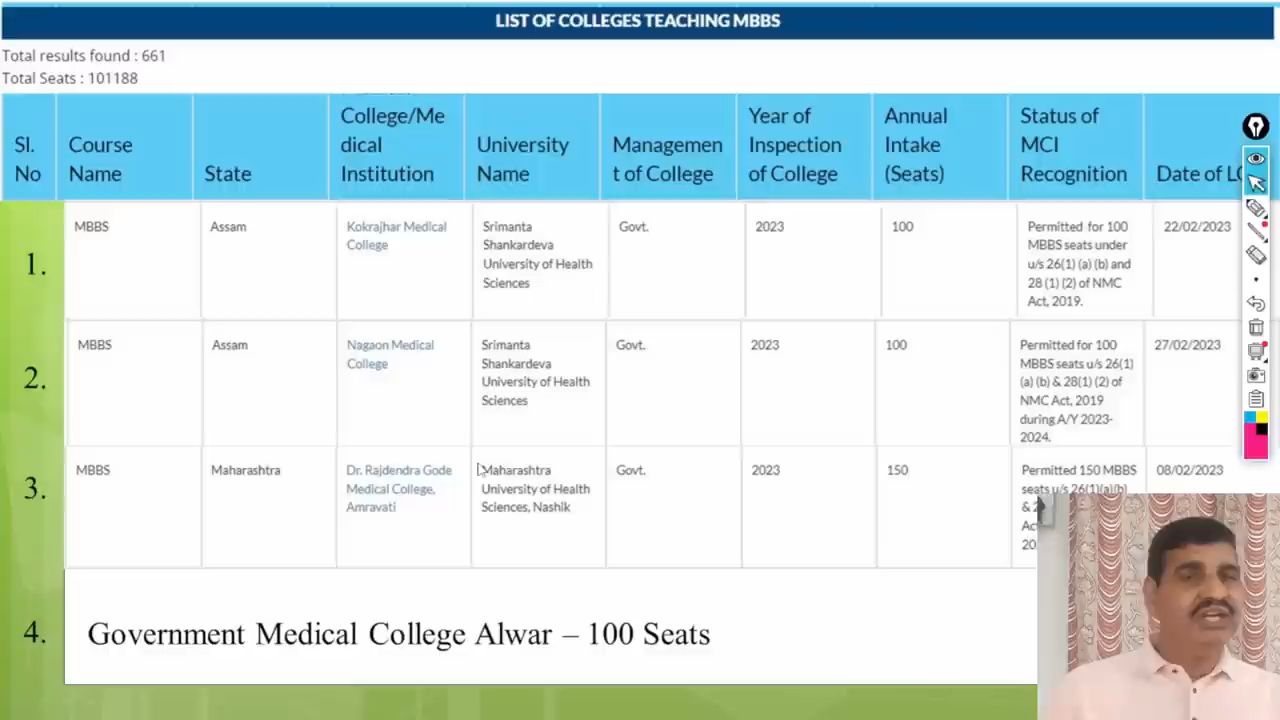 LIST OF COLLEGES TEACHING MBBS
Total results found : 661
Total Seats : 101188
Sl. No
Course Name
State
College/Me
dical
Institution
University
Name
Managemen
t of College
Year of
Inspection
of College
Annual
Intake
(Seats)
Status of
MCI
Recognition
Date of
1.
MBBS
Assam
Kokrajhar Medical
College
Srimanta
Shankardeva
University of Health
Sciences
Govt.
2023
100
Permitted for 100
MBBS seats under
u/s 26(1) (a) (b) and
28 (1) (2) of NMC
Act, 2019.
22/02/2023
2.
MBBS
Assam
Nagaon Medical
College
Srimanta
Shankardeva
University of Health
Sciences
Govt.
2023
100
Permitted for 100
MBBS seats u/s 26(1)
(a) (b) & 28(1) (2) of
NMC Act, 2019
during A/Y 2023-
2024.
27/02/2023
3.
MBBS
Maharashtra
Dr. Rajdendra Gode
Medical College,
Amravati
Maharashtra
University of Health
Sciences, Nashik
Govt.
2023
150
Permitted 150 MBBS
seats u/s 26(1)(a)(b)
08/02/2023
4.
Government Medical College Alwar – 100 Seats